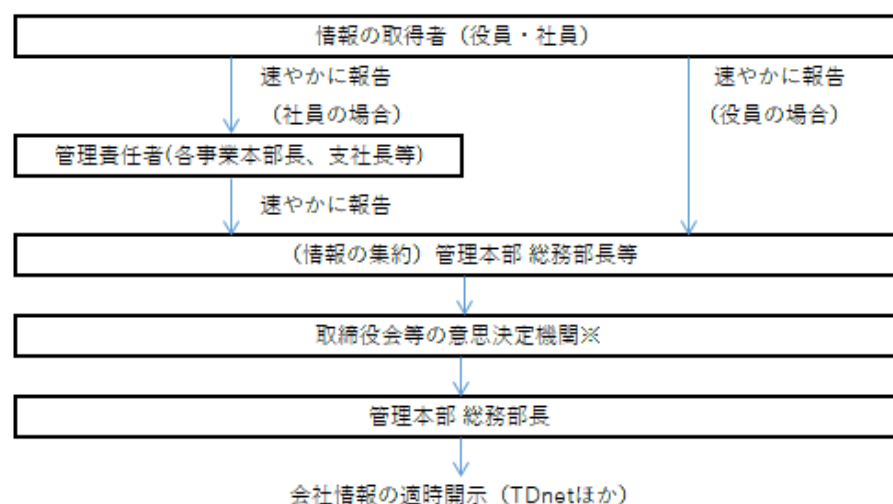 情報の取得者（役員・社員）
速やかに報告
速やかに報告
（社員の場合）
（役員の場合）
管理責任者(各事業本部長、支社長等)
速やかに報告
（情報の集約）管理本部 総務部長等
取締役会等の意思決定機関※
管理本部 総務部長
会社情報の適時開示（TDnetほか）